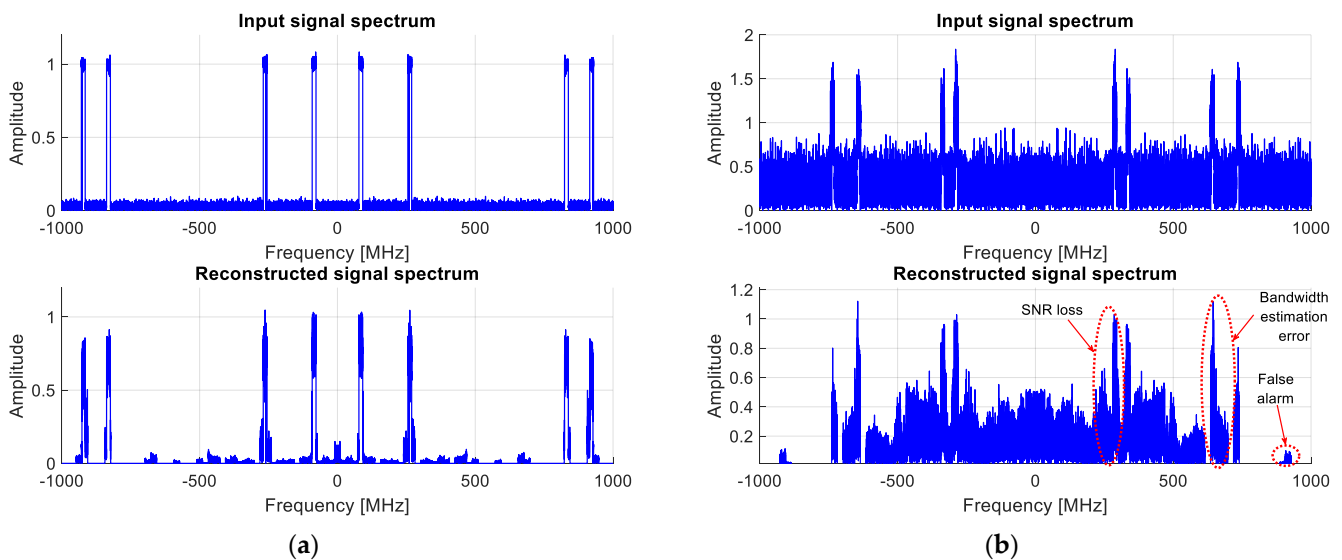 Input signal spectrum
1
0.5
0
Amplitude
-1000
-500
0
500
1000
Frequency [MHz]
Reconstructed signal spectrum
1
0.5
0
Amplitude
-1000
-500
0
500
1000
Frequency [MHz]
(a)
Input signal spectrum
2
1.5
1
0.5
0
Amplitude
-1000
-500
0
500
1000
Frequency [MHz]
Reconstructed signal spectrum
1.2
1
0.8
0.6
0.4
0.2
Amplitude
SNR loss
Bandwidth
estimation
error
False
alarm
-1000
-500
0
500
1000
Frequency [MHz]
(b)